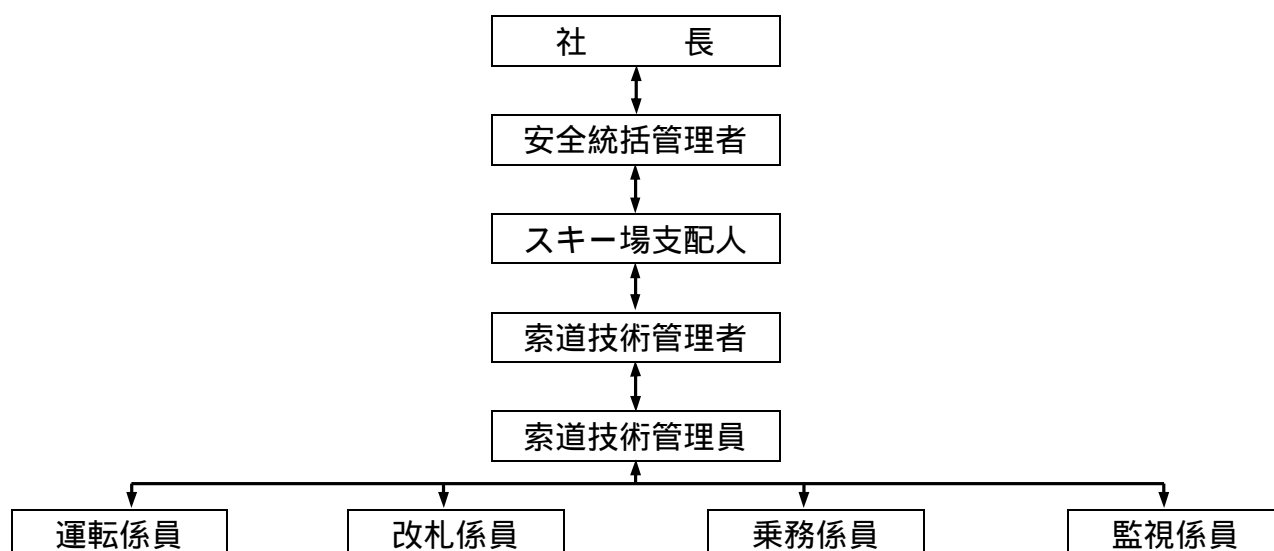 社　　　長
安全統括管理者
スキー場支配人
索道技術管理者
索道技術管理員
運転係員　改札係員　乗務係員　監視係員